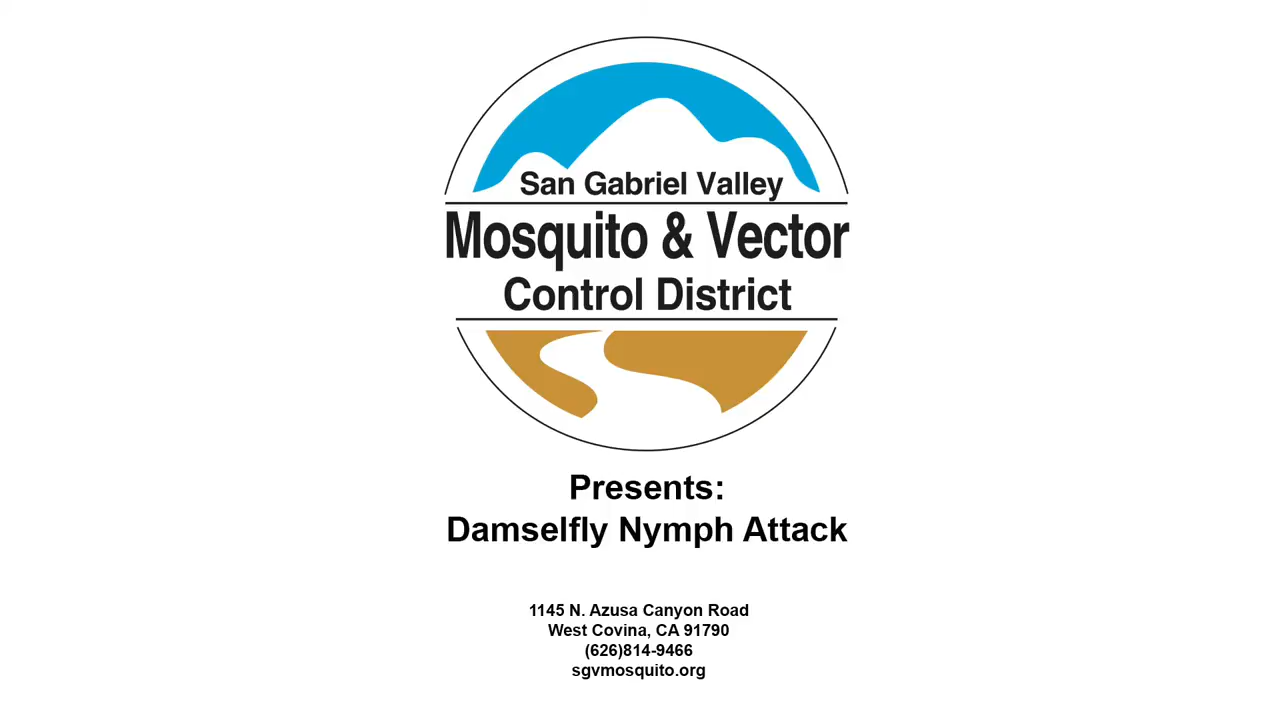 San Gabriel Valley
Mosquito & Vector
Control District
Presents:
Damselfly Nymph Attack
1145 N. Azusa Canyon Road
West Covina, CA 91790
(626)814-9466
sgvmosquito.org